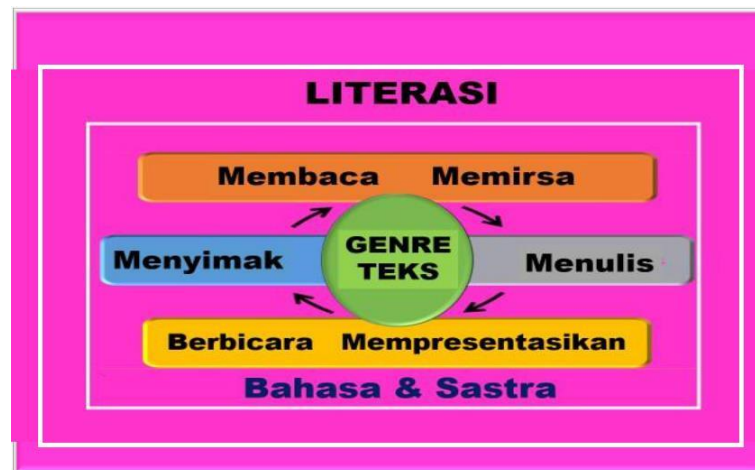 LITERASI
Membaca Memirsa
Menyimak
GENRE
TEKS
Menulis
Berbicara Mempresentasikan
Bahasa & Sastra